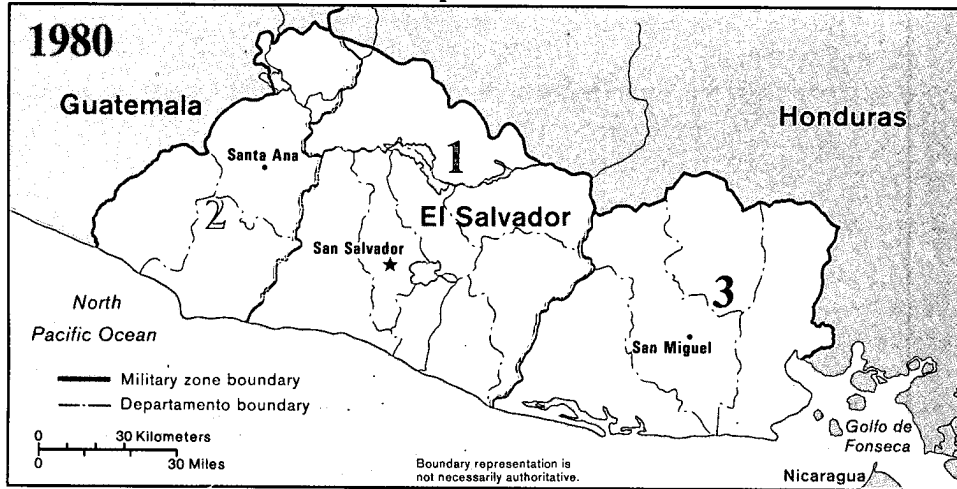 1980
Guatemala
Honduras
Santa Ana
1
2
El Salvador
San Salvador
3
North
Pacific Ocean
San Miguel
Military zone boundary
Departamento boundary
0 30 Kilometers
0 30 Miles
Boundary representation is
not necessarily authoritative.
Golfo de
Fonseca
Nicaragua